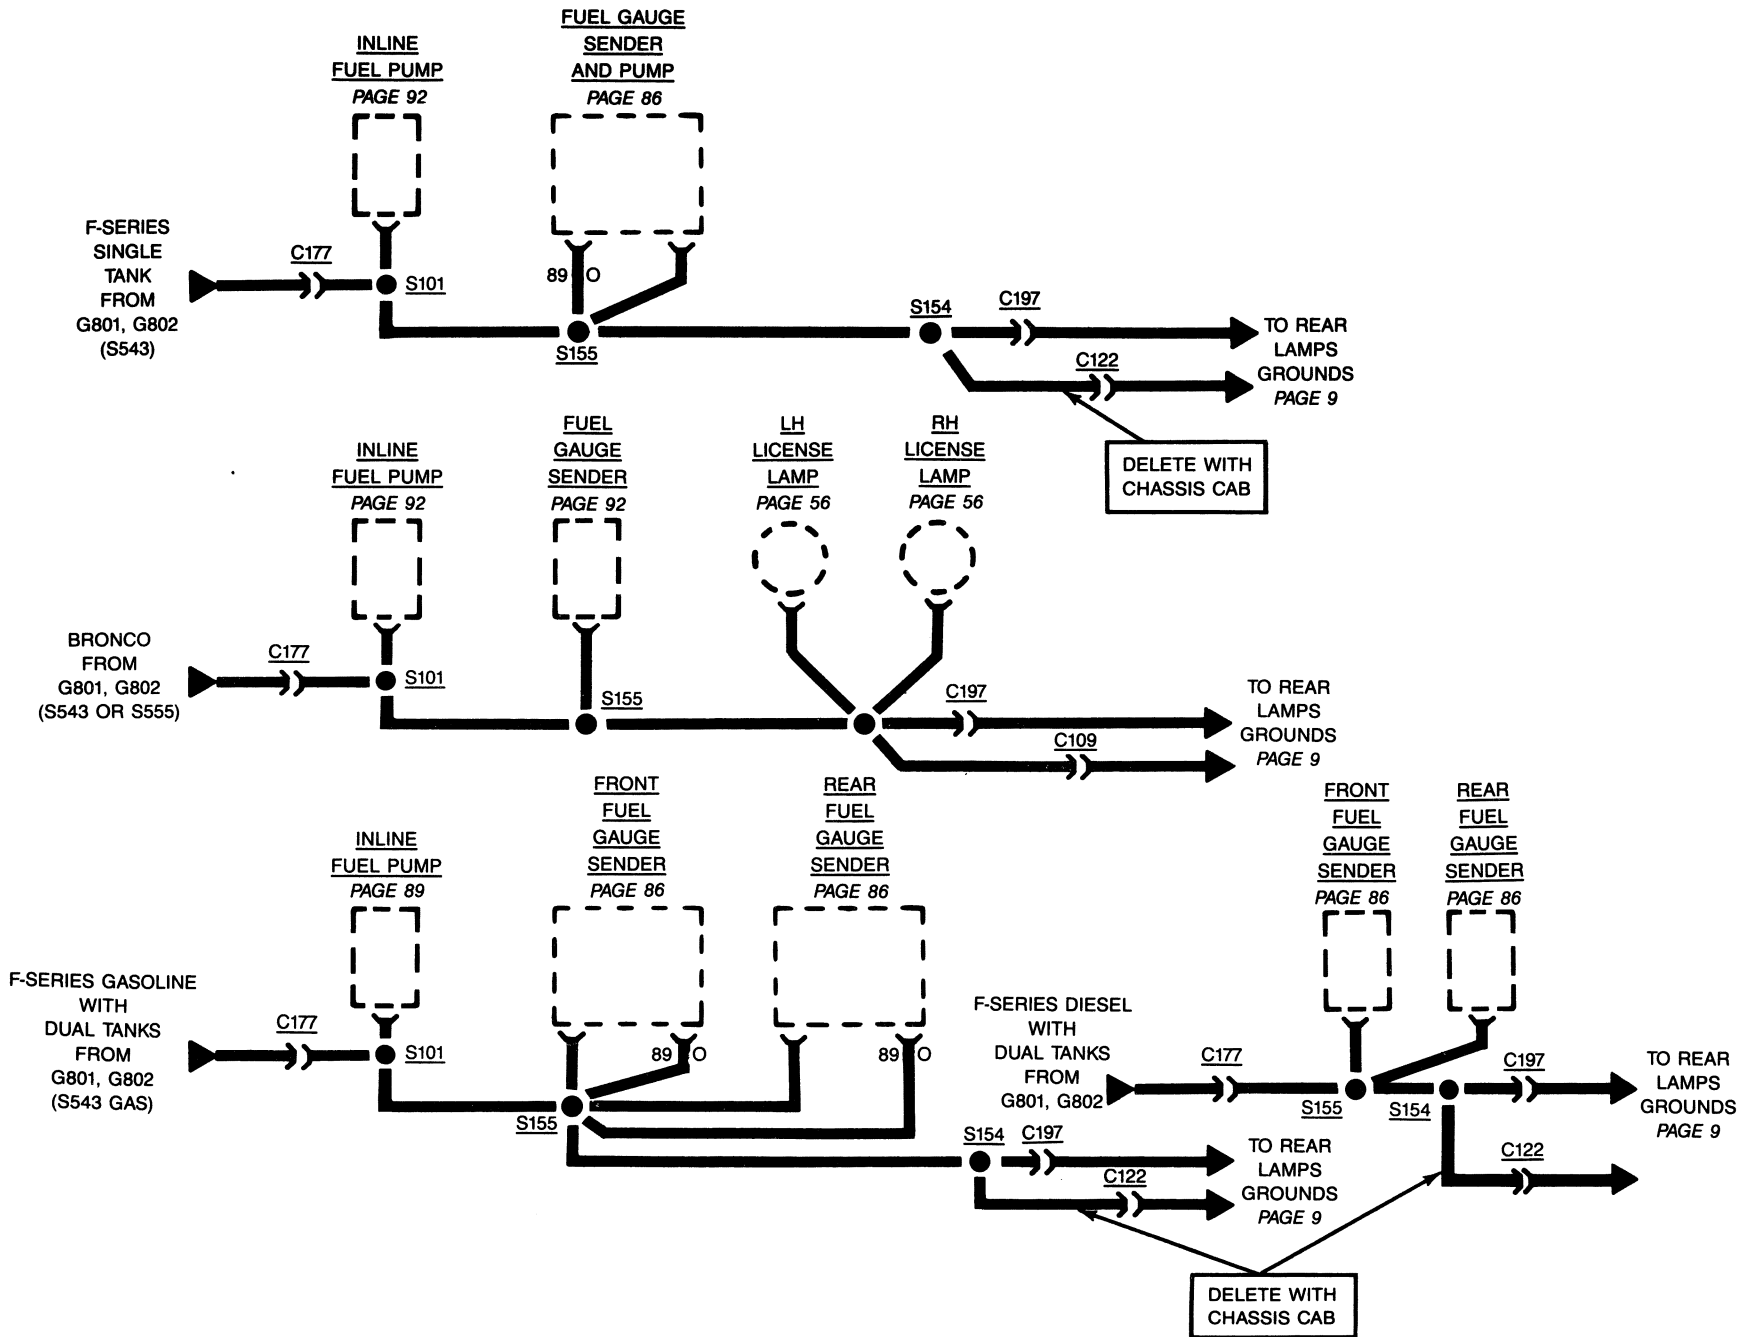 INLINE
FUEL PUMP
PAGE 92
FUEL GAUGE
SENDER
AND PUMP
PAGE 86
F-SERIES
SINGLE
TANK
FROM
G801, G802
(S543)
C177
S101
89 O
S155
S154
C197
C122
TO REAR
LAMPS
GROUNDS
PAGE 9
DELETE WITH
CHASSIS CAB
INLINE
FUEL PUMP
PAGE 92
FUEL
GAUGE
SENDER
PAGE 92
LH
LICENSE
LAMP
PAGE 56
RH
LICENSE
LAMP
PAGE 56
BRONCO
FROM
G801, G802
(S543 OR S555)
C177
S101
S155
C197
C109
TO REAR
LAMPS
GROUNDS
PAGE 9
INLINE
FUEL PUMP
PAGE 89
FRONT
FUEL
GAUGE
SENDER
PAGE 86
REAR
FUEL
GAUGE
SENDER
PAGE 86
F-SERIES GASOLINE
WITH
DUAL TANKS
FROM
G801, G802
(S543 GAS)
C177
S101
89 O
89 O
S155
S154
C197
C122
TO REAR
LAMPS
GROUNDS
PAGE 9
FRONT
FUEL
GAUGE
SENDER
PAGE 86
REAR
FUEL
GAUGE
SENDER
PAGE 86
F-SERIES DIESEL
WITH
DUAL TANKS
FROM
G801, G802
C177
S155
S154
C197
C122
TO REAR
LAMPS
GROUNDS
PAGE 9
DELETE WITH
CHASSIS CAB